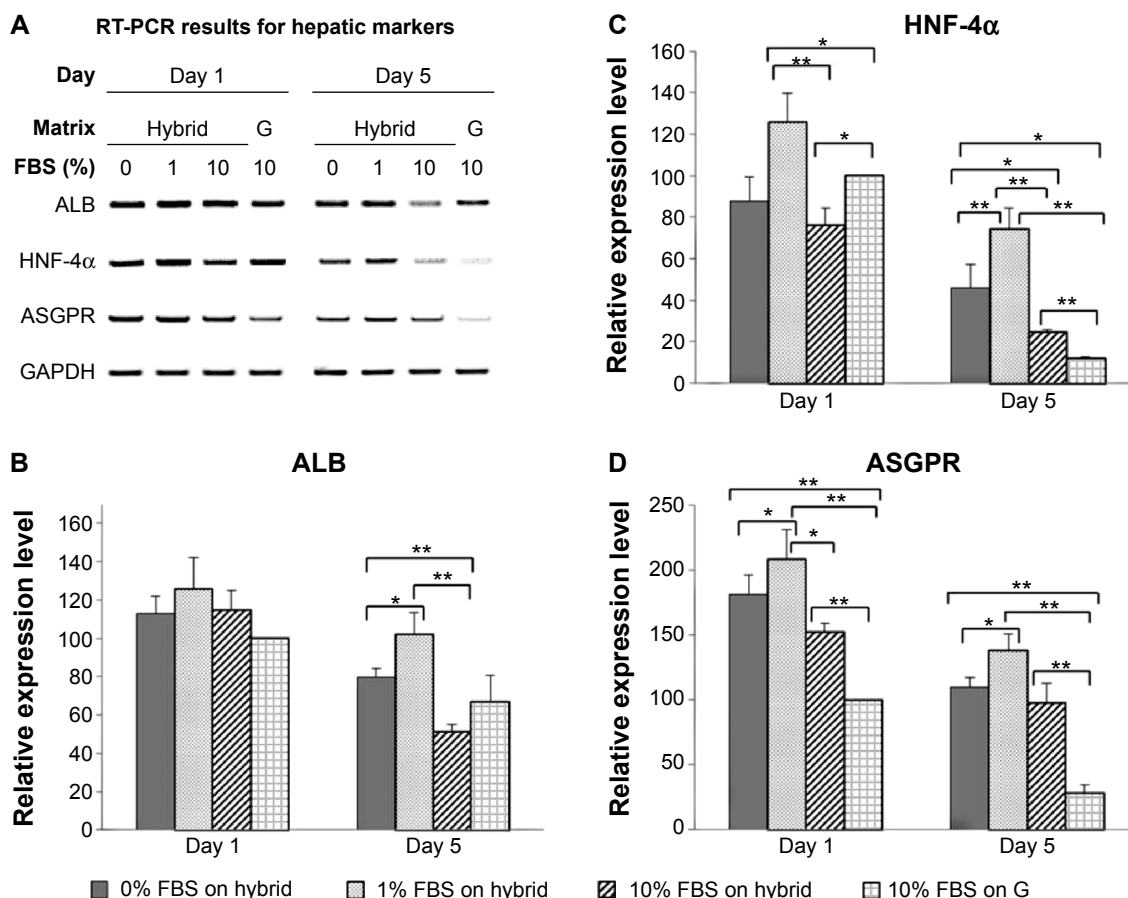 A RT-PCR results for hepatic markers
Day Day 1 Day 5
Matrix Hybrid G Hybrid G
FBS (%) 0 1 10 10 0 1 10 10
ALB
HNF-4α
ASGPR
GAPDH
C HNF-4α
Relative expression level
160
140
120
100
80
60
40
20
0
* ** *
* * ** ** ** **
Day 1 Day 5
B ALB
Relative expression level
160
140
120
100
80
60
40
20
0
** ** *
Day 1 Day 5
D ASGPR
Relative expression level
250
200
150
100
50
0
** ** * * **
** ** * **
Day 1 Day 5
0% FBS on hybrid 1% FBS on hybrid 10% FBS on hybrid 10% FBS on G